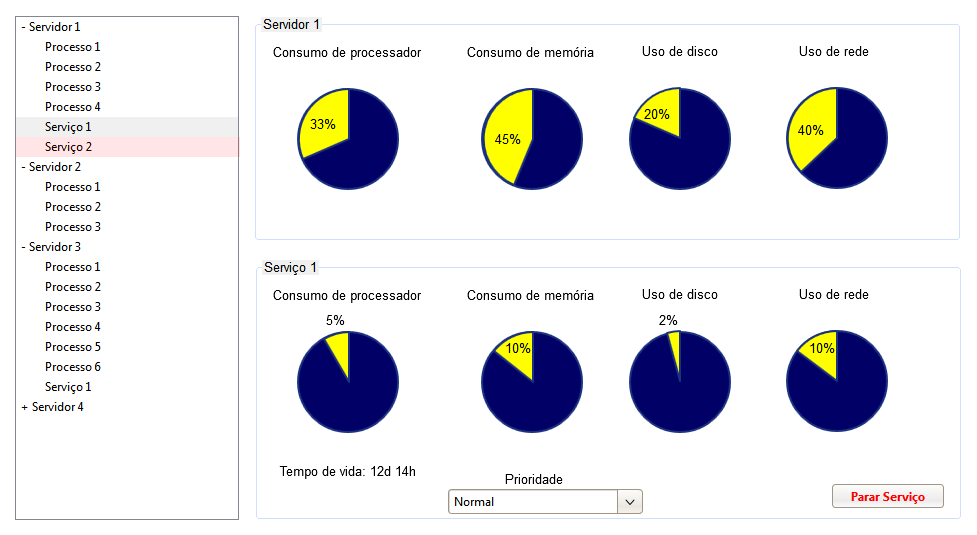 - Servidor 1
Processo 1
Processo 2
Processo 3
Processo 4
Serviço 1
Serviço 2
- Servidor 2
Processo 1
Processo 2
Processo 3
- Servidor 3
Processo 1
Processo 2
Processo 3
Processo 4
Processo 5
Processo 6
Serviço 1
+ Servidor 4
Servidor 1
Consumo de processador Consumo de memória Uso de disco Uso de rede
33% 45% 20% 40%
Serviço 1
Consumo de processador Consumo de memória Uso de disco Uso de rede
5% 10% 2% 10%
Tempo de vida: 12d 14h
Prioridade
Normal
Parar Serviço